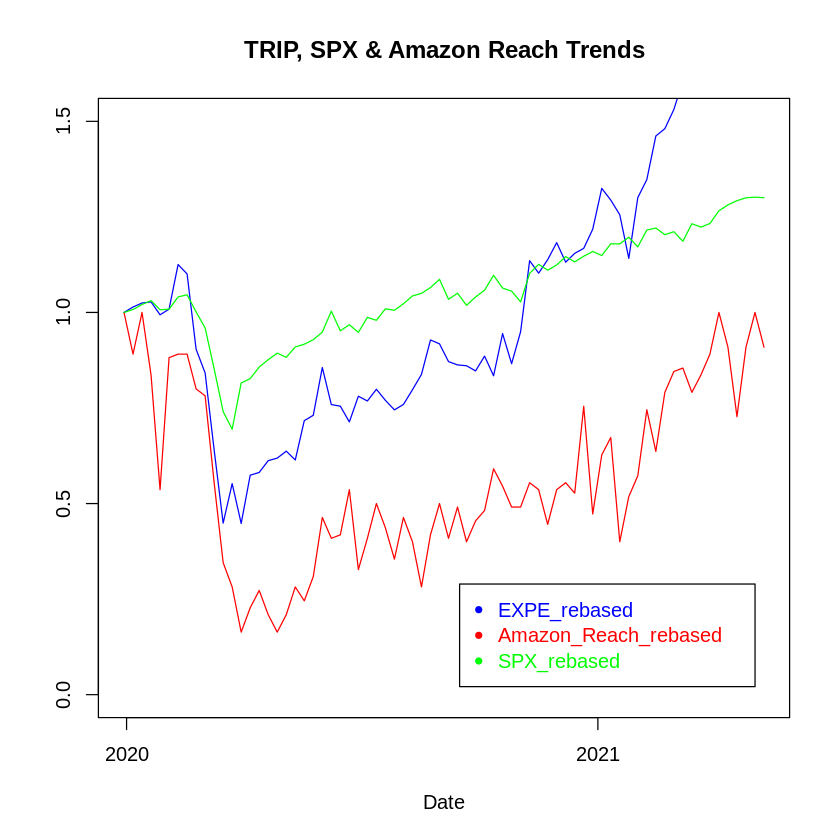 TRIP, SPX & Amazon Reach Trends
1.5
1.0
0.5
0.0
EXPE_rebased
Amazon_Reach_rebased
SPX_rebased
2020
2021
Date